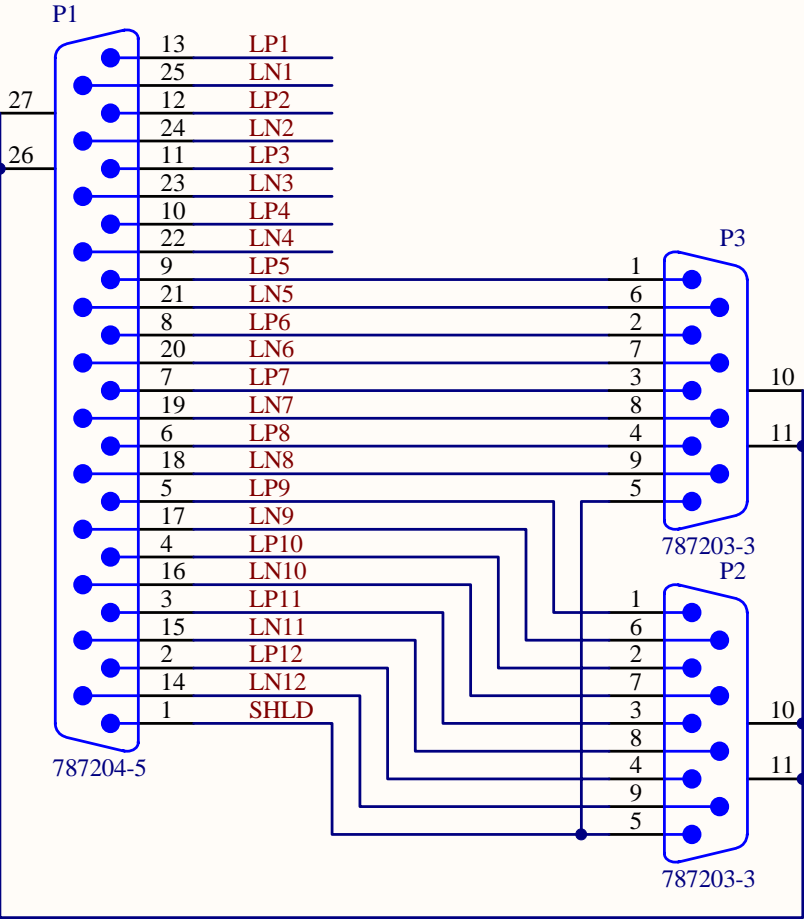 P1
13 LP1
25 LN1
27 12 LP2
24 LN2
26 11 LP3
23 LN3
10 LP4
22 LN4 P3
9 LP5 1
21 LN5 6
8 LP6 2
20 LN6 7
7 LP7 3 10
19 LN7 8
6 LP8 4 11
18 LN8 9
5 LP9 5
17 LN9
4 LP10 787203-3
16 LN10 P2
3 LP11 1
15 LN11 6
2 LP12 2
14 LN12 7
1 SHLD 3 10
8
787204-5 4 11
9
5
787203-3